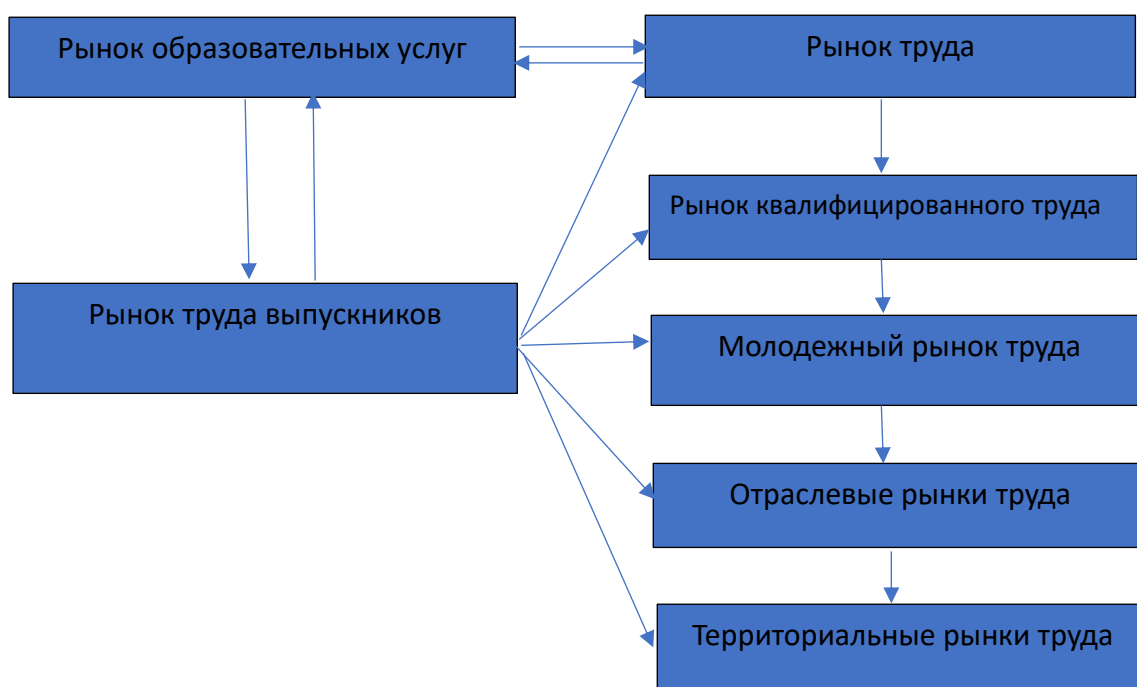 Рынок образовательных услуг
Рынок труда
Рынок квалифицированного труда
Рынок труда выпускников
Молодежный рынок труда
Отраслевые рынки труда
Территориальные рынки труда